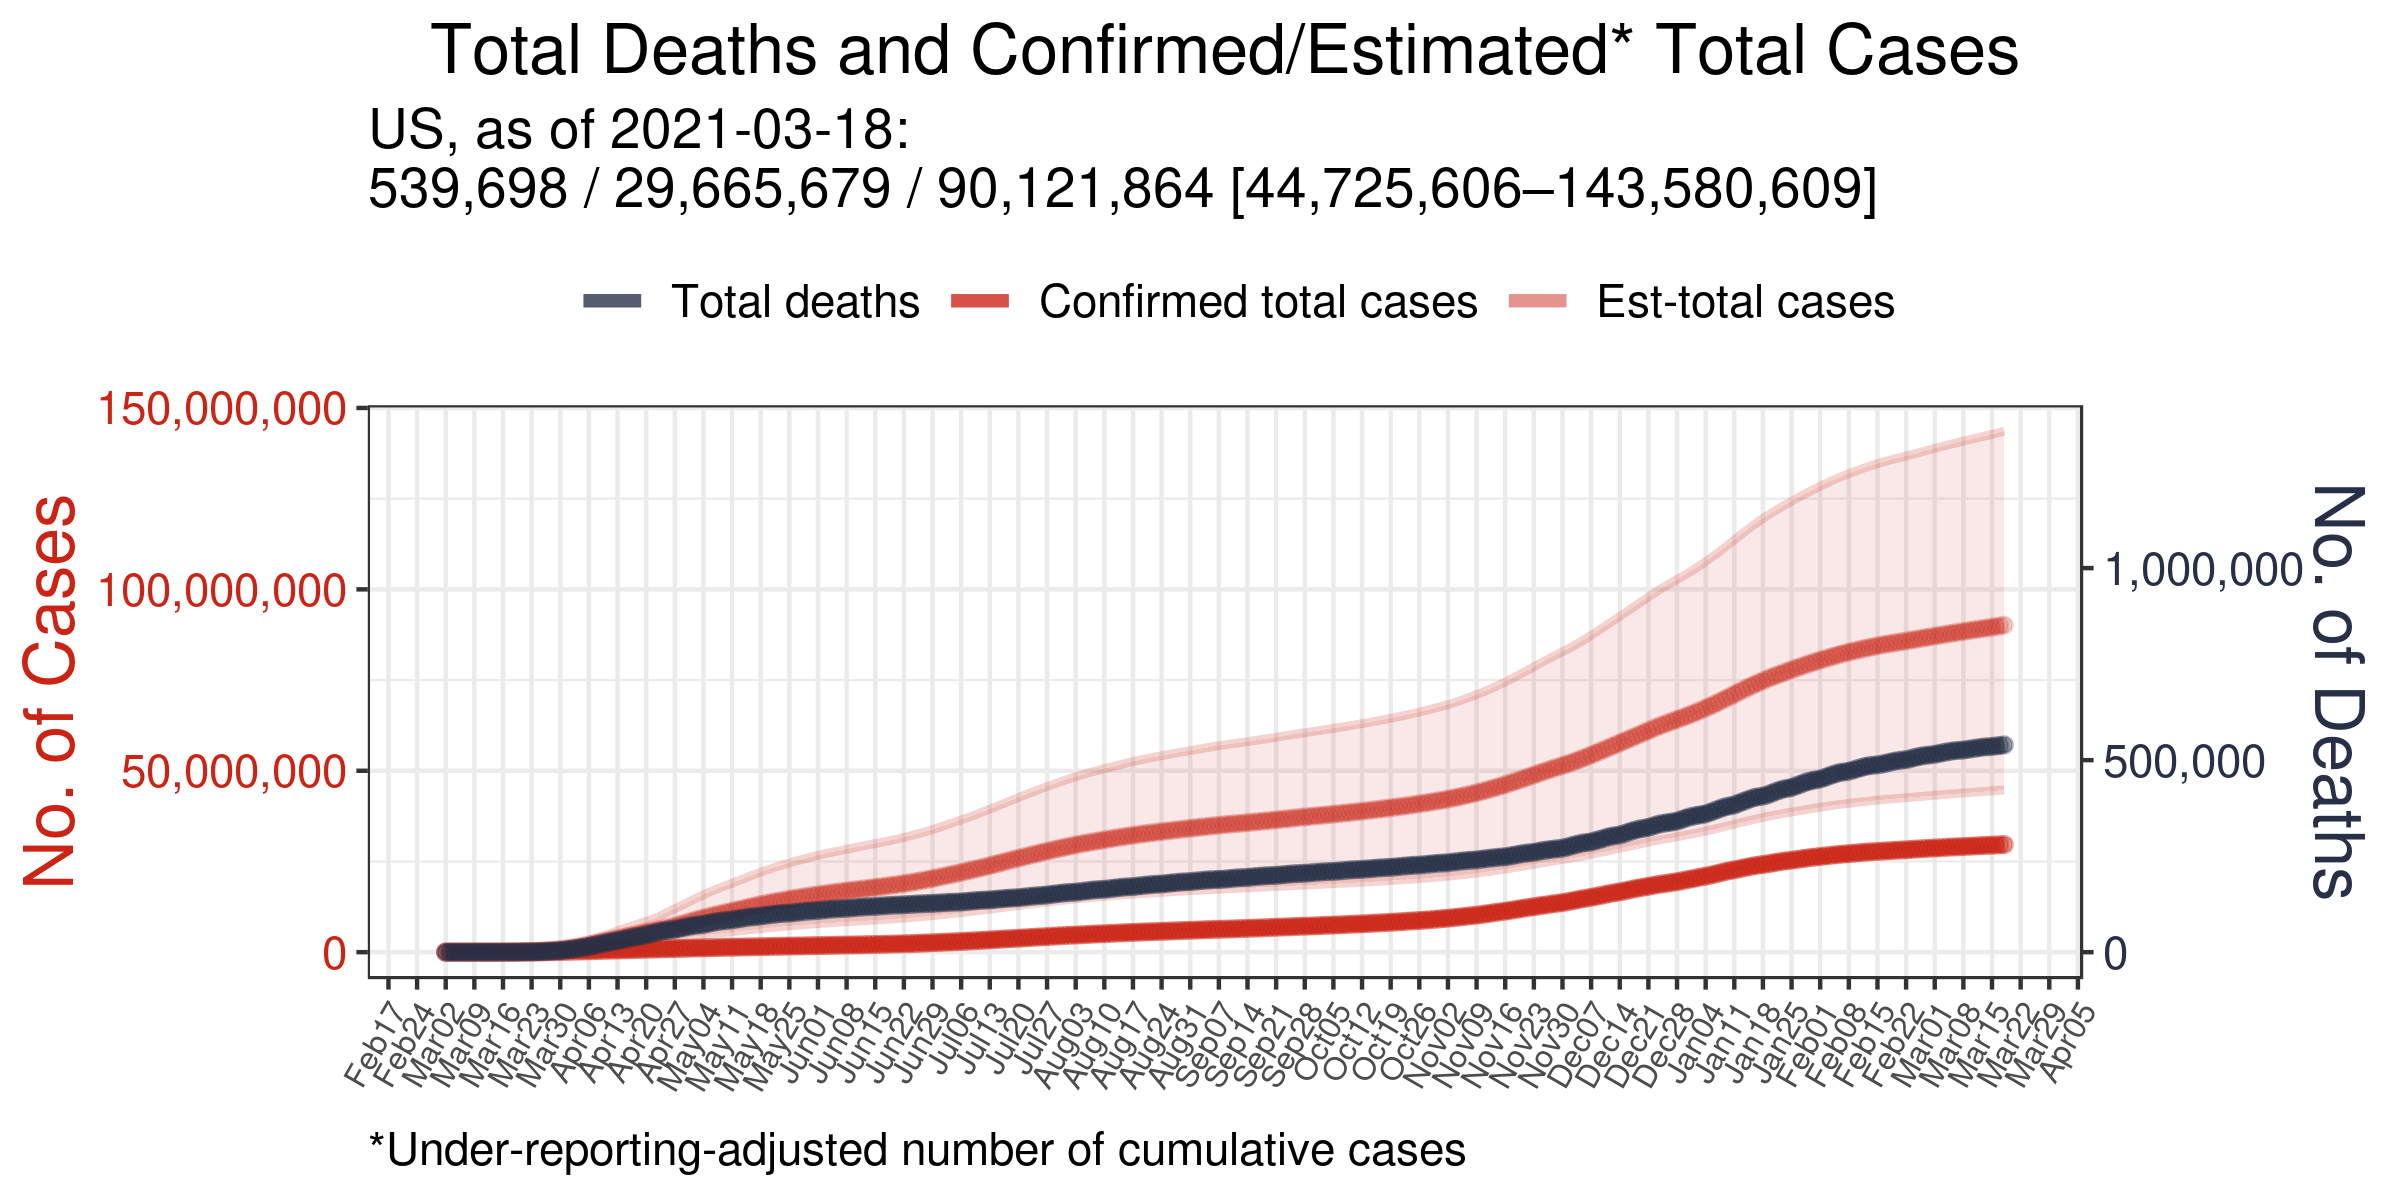 Total Deaths and Confirmed/Estimated* Total Cases
US, as of 2021-03-18:
539,698 / 29,665,679 / 90,121,864 [44,725,606–143,580,609]
Total deaths
Confirmed total cases
Est-total cases
No. of Cases
150,000,000
100,000,000
50,000,000
0
1,000,000
500,000
0
No. of Deaths
Feb17
Feb24
Mar02
Mar09
Mar16
Mar23
Mar30
Apr06
Apr13
Apr20
Apr27
May04
May11
May18
May25
Jun01
Jun08
Jun15
Jun22
Jun29
Jul06
Jul13
Jul20
Jul27
Aug03
Aug10
Aug17
Aug24
Aug31
Sep07
Sep14
Sep21
Sep28
Oct05
Oct12
Oct19
Oct26
Nov02
Nov09
Nov16
Nov23
Nov30
Dec07
Dec14
Dec21
Dec28
Jan04
Jan11
Jan18
Jan25
Feb01
Feb08
Feb15
Feb22
Mar01
Mar08
Mar15
Mar22
Mar29
Apr05
*Under-reporting-adjusted number of cumulative cases